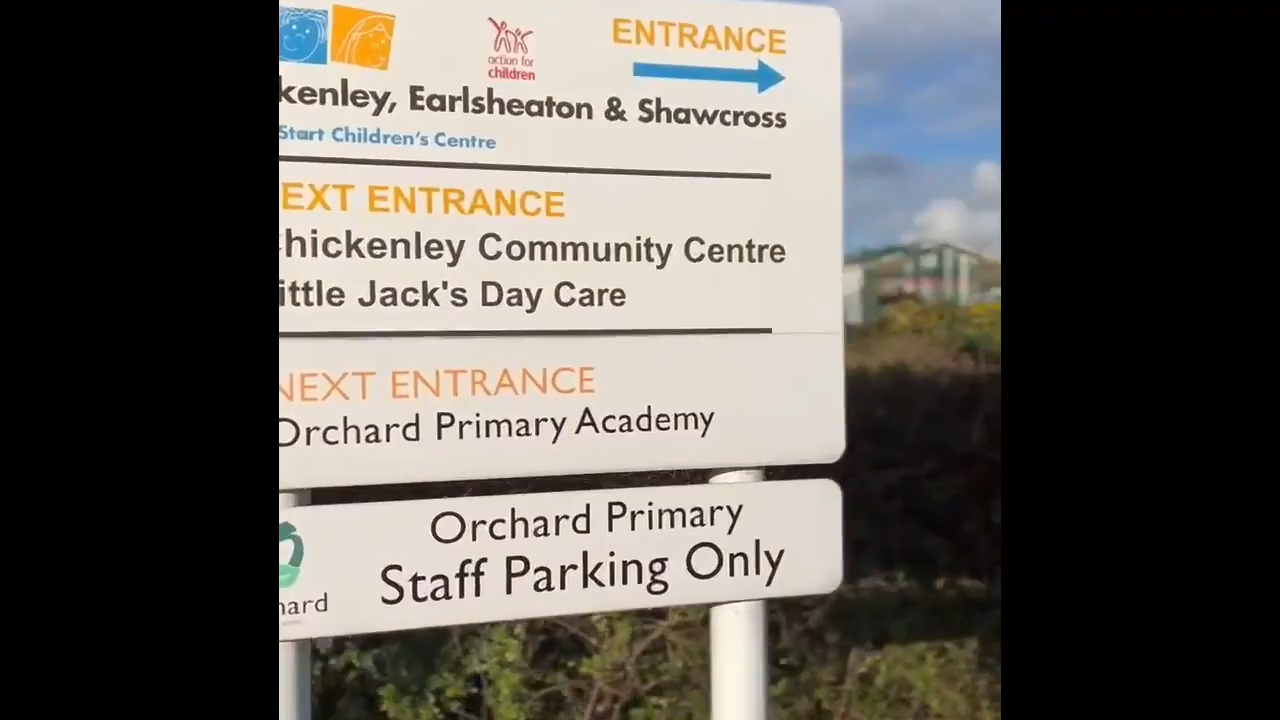 ENTRANCE
action for
children
kenley, Earlsheaton & Shawcross
Start Children's Centre
EXT ENTRANCE
hickenley Community Centre
ittle Jack's Day Care
NEXT ENTRANCE
Orchard Primary Academy
Orchard Primary
Staff Parking Only
hard